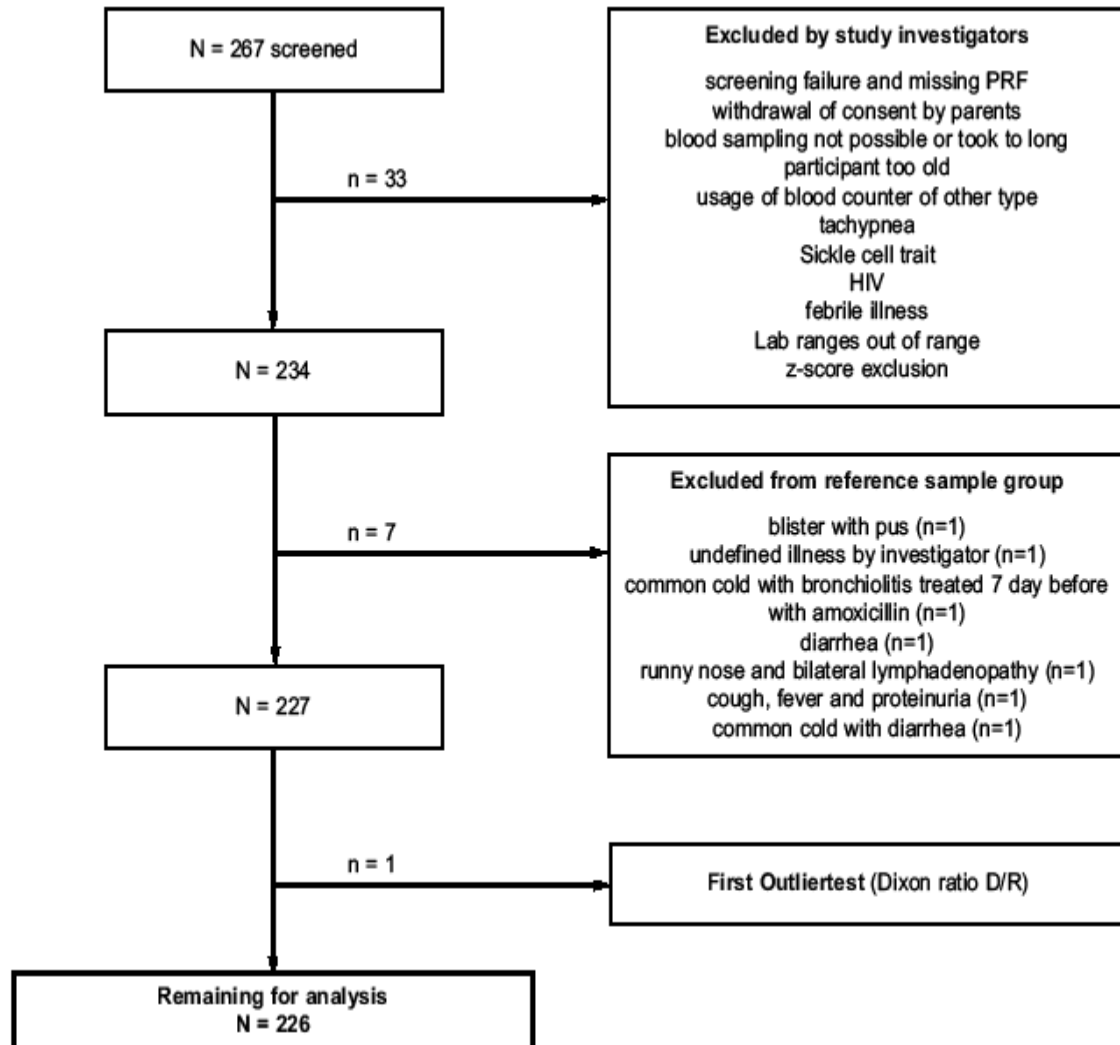 N = 267 screened
Excluded by study investigators
screening failure and missing PRF
withdrawal of consent by parents
blood sampling not possible or took to long
participant too old
usage of blood counter of other type
tachypnea
Sickle cell trait
HIV
febrile illness
Lab ranges out of range
z-score exclusion
n = 33
N = 234
Excluded from reference sample group
blister with pus (n=1)
undefined illness by investigator (n=1)
common cold with bronchiolitis treated 7 day before
with amoxicillin (n=1)
diarrhea (n=1)
runny nose and bilateral lymphadenopathy (n=1)
cough, fever and proteinuria (n=1)
common cold with diarrhea (n=1)
n = 7
N = 227
n = 1
First Outliertest (Dixon ratio D/R)
Remaining for analysis
N = 226